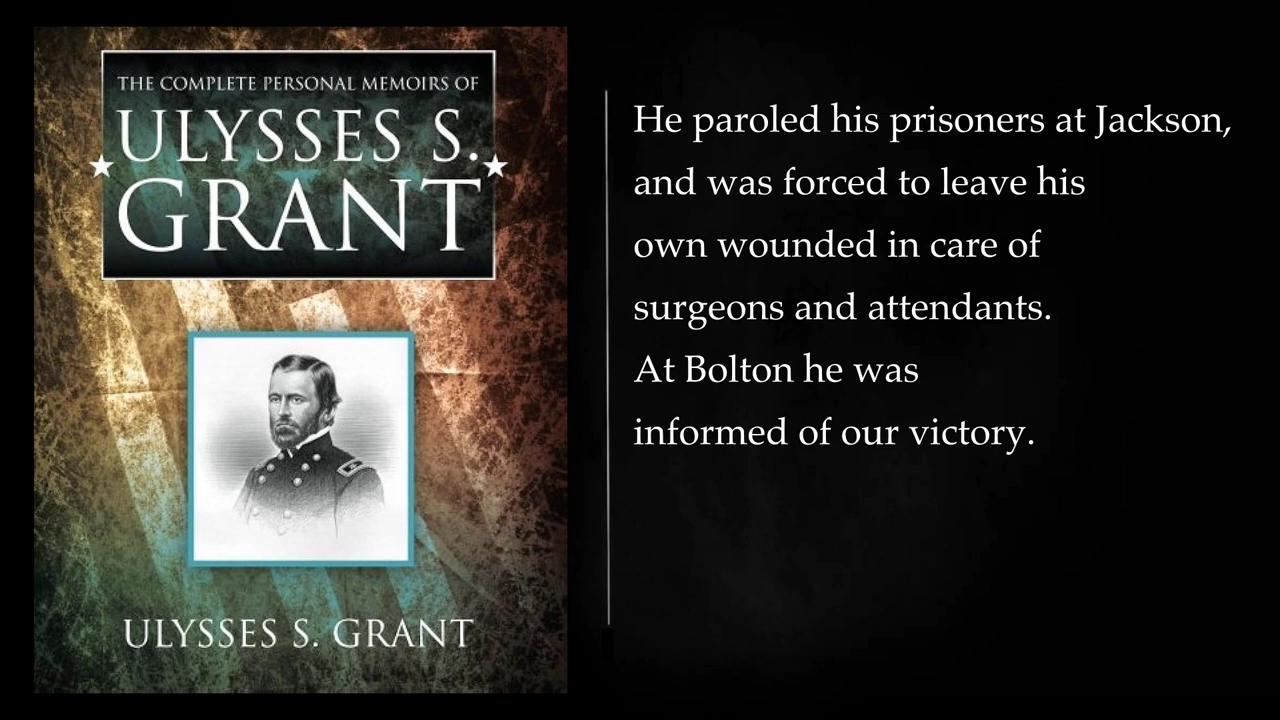 THE COMPLETE PERSONAL MEMOIRS OF
ULYSSES S.
GRANT
ULYSSES S. GRANT
He paroled his prisoners at Jackson,
and was forced to leave his
own wounded in care of
surgeons and attendants.
At Bolton he was
informed of our victory.